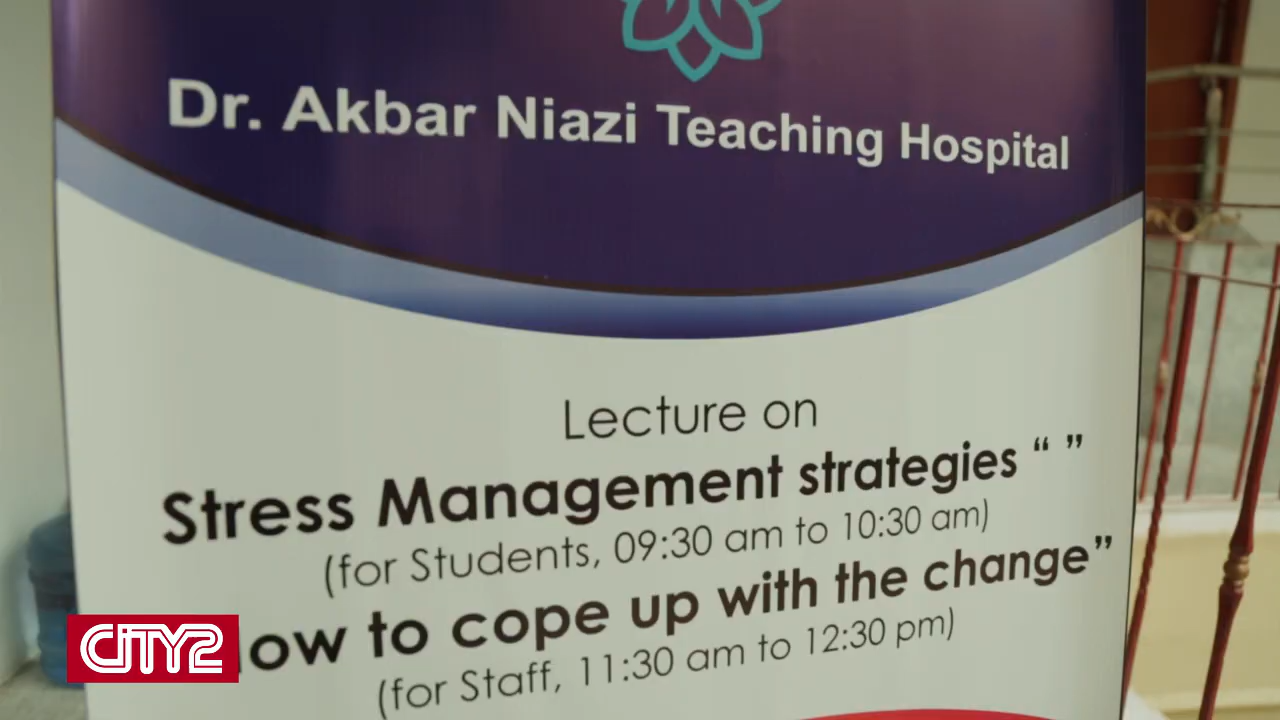 Dr. Akbar Niazi Teaching Hospital
Lecture on
Stress Management strategies “ ”
(for Students, 09:30 am to 10:30 am)
ow to cope up with the change”
(for Staff, 11:30 am to 12:30 pm)
CITY2